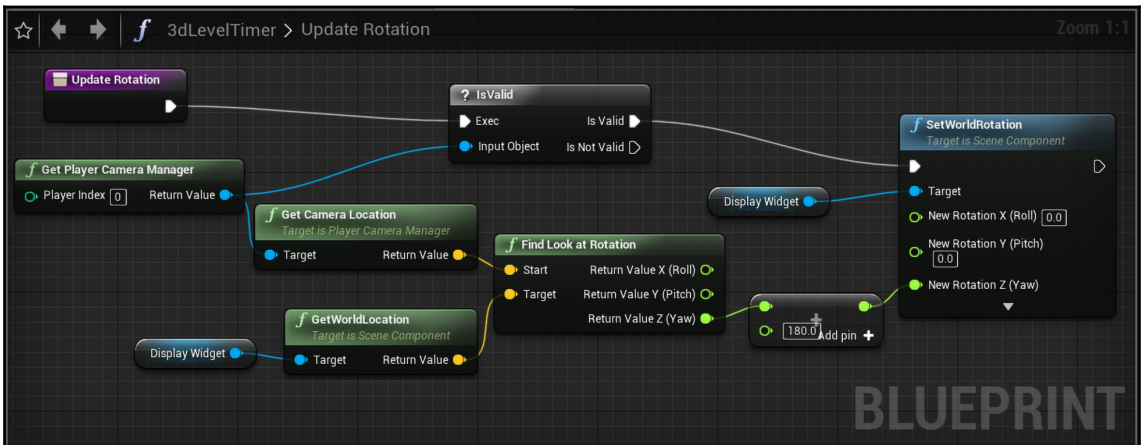 f 3dLevelTimer > Update Rotation
Zoom 1:1
Update Rotation
? IsValid
Exec Is Valid
Input Object Is Not Valid
f SetWorldRotation
Target is Scene Component
Target
New Rotation X (Roll) 0.0
New Rotation Y (Pitch)
0.0
New Rotation Z (Yaw)
f Get Player Camera Manager
Player Index 0 Return Value
Display Widget
f Get Camera Location
Target is Player Camera Manager
Target Return Value
f Find Look at Rotation
Start Return Value X (Roll)
Target Return Value Y (Pitch)
Return Value Z (Yaw)
180.0 Add pin +
f GetWorldLocation
Target is Scene Component
Target Return Value
Display Widget
BLUEPRINT